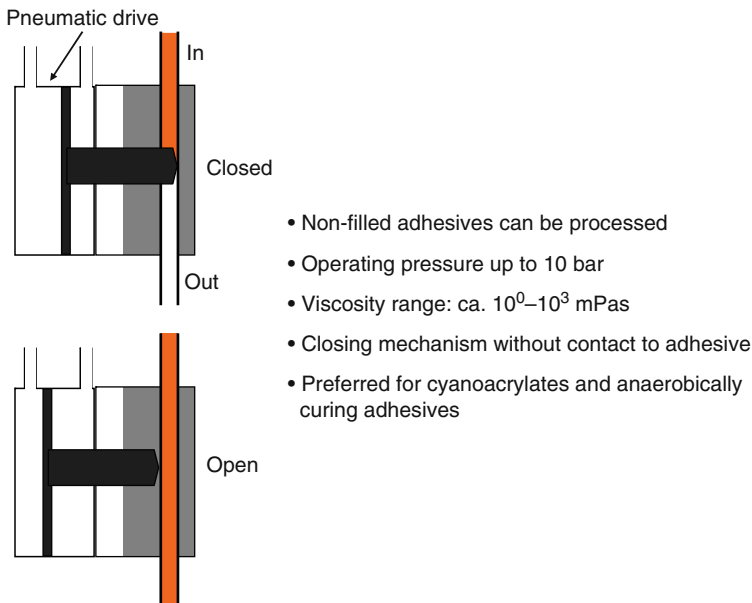 Pneumatic drive
In
Closed
Out
Open
• Non-filled adhesives can be processed
• Operating pressure up to 10 bar
• Viscosity range: ca. 10⁰–10³ mPas
• Closing mechanism without contact to adhesive
• Preferred for cyanoacrylates and anaerobically
curing adhesives